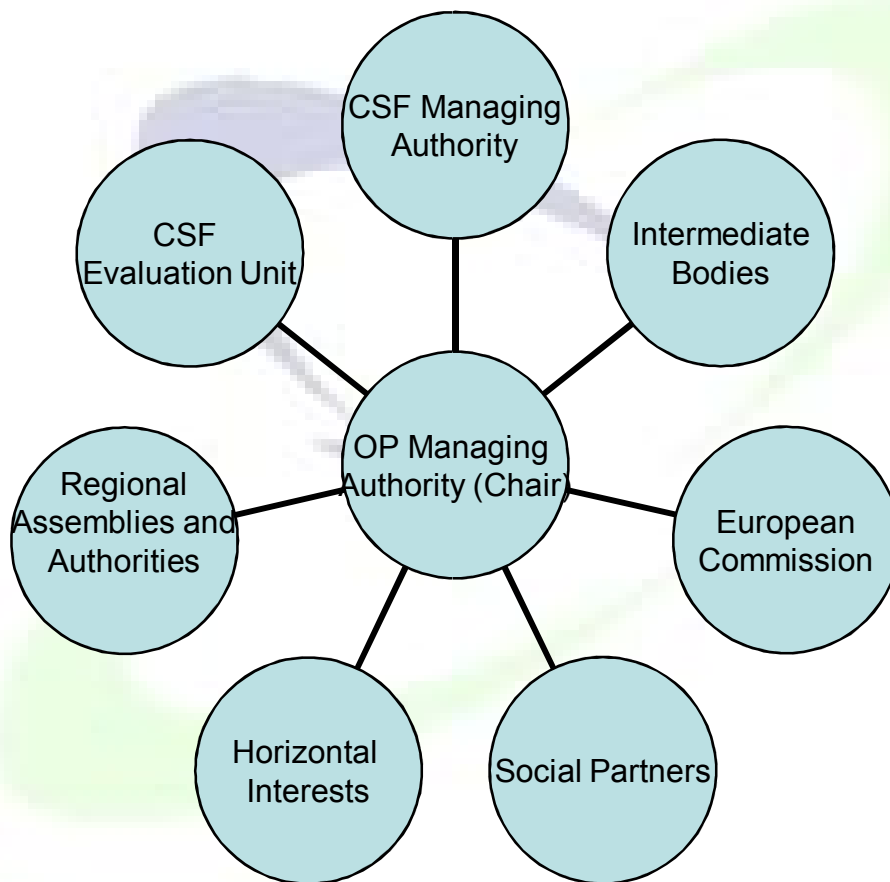 CSF Managing
Authority
CSF
Evaluation Unit
Intermediate
Bodies
OP Managing
Authority (Chair)
Regional
Assemblies and
Authorities
European
Commission
Horizontal
Interests
Social Partners